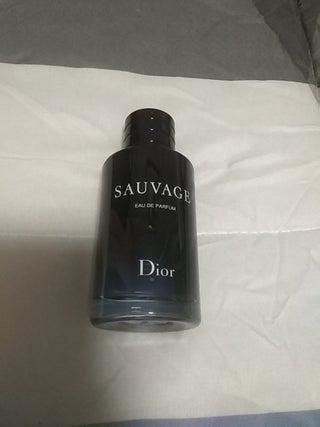 SAUVAGE
EAU DE PARFUM
Dior